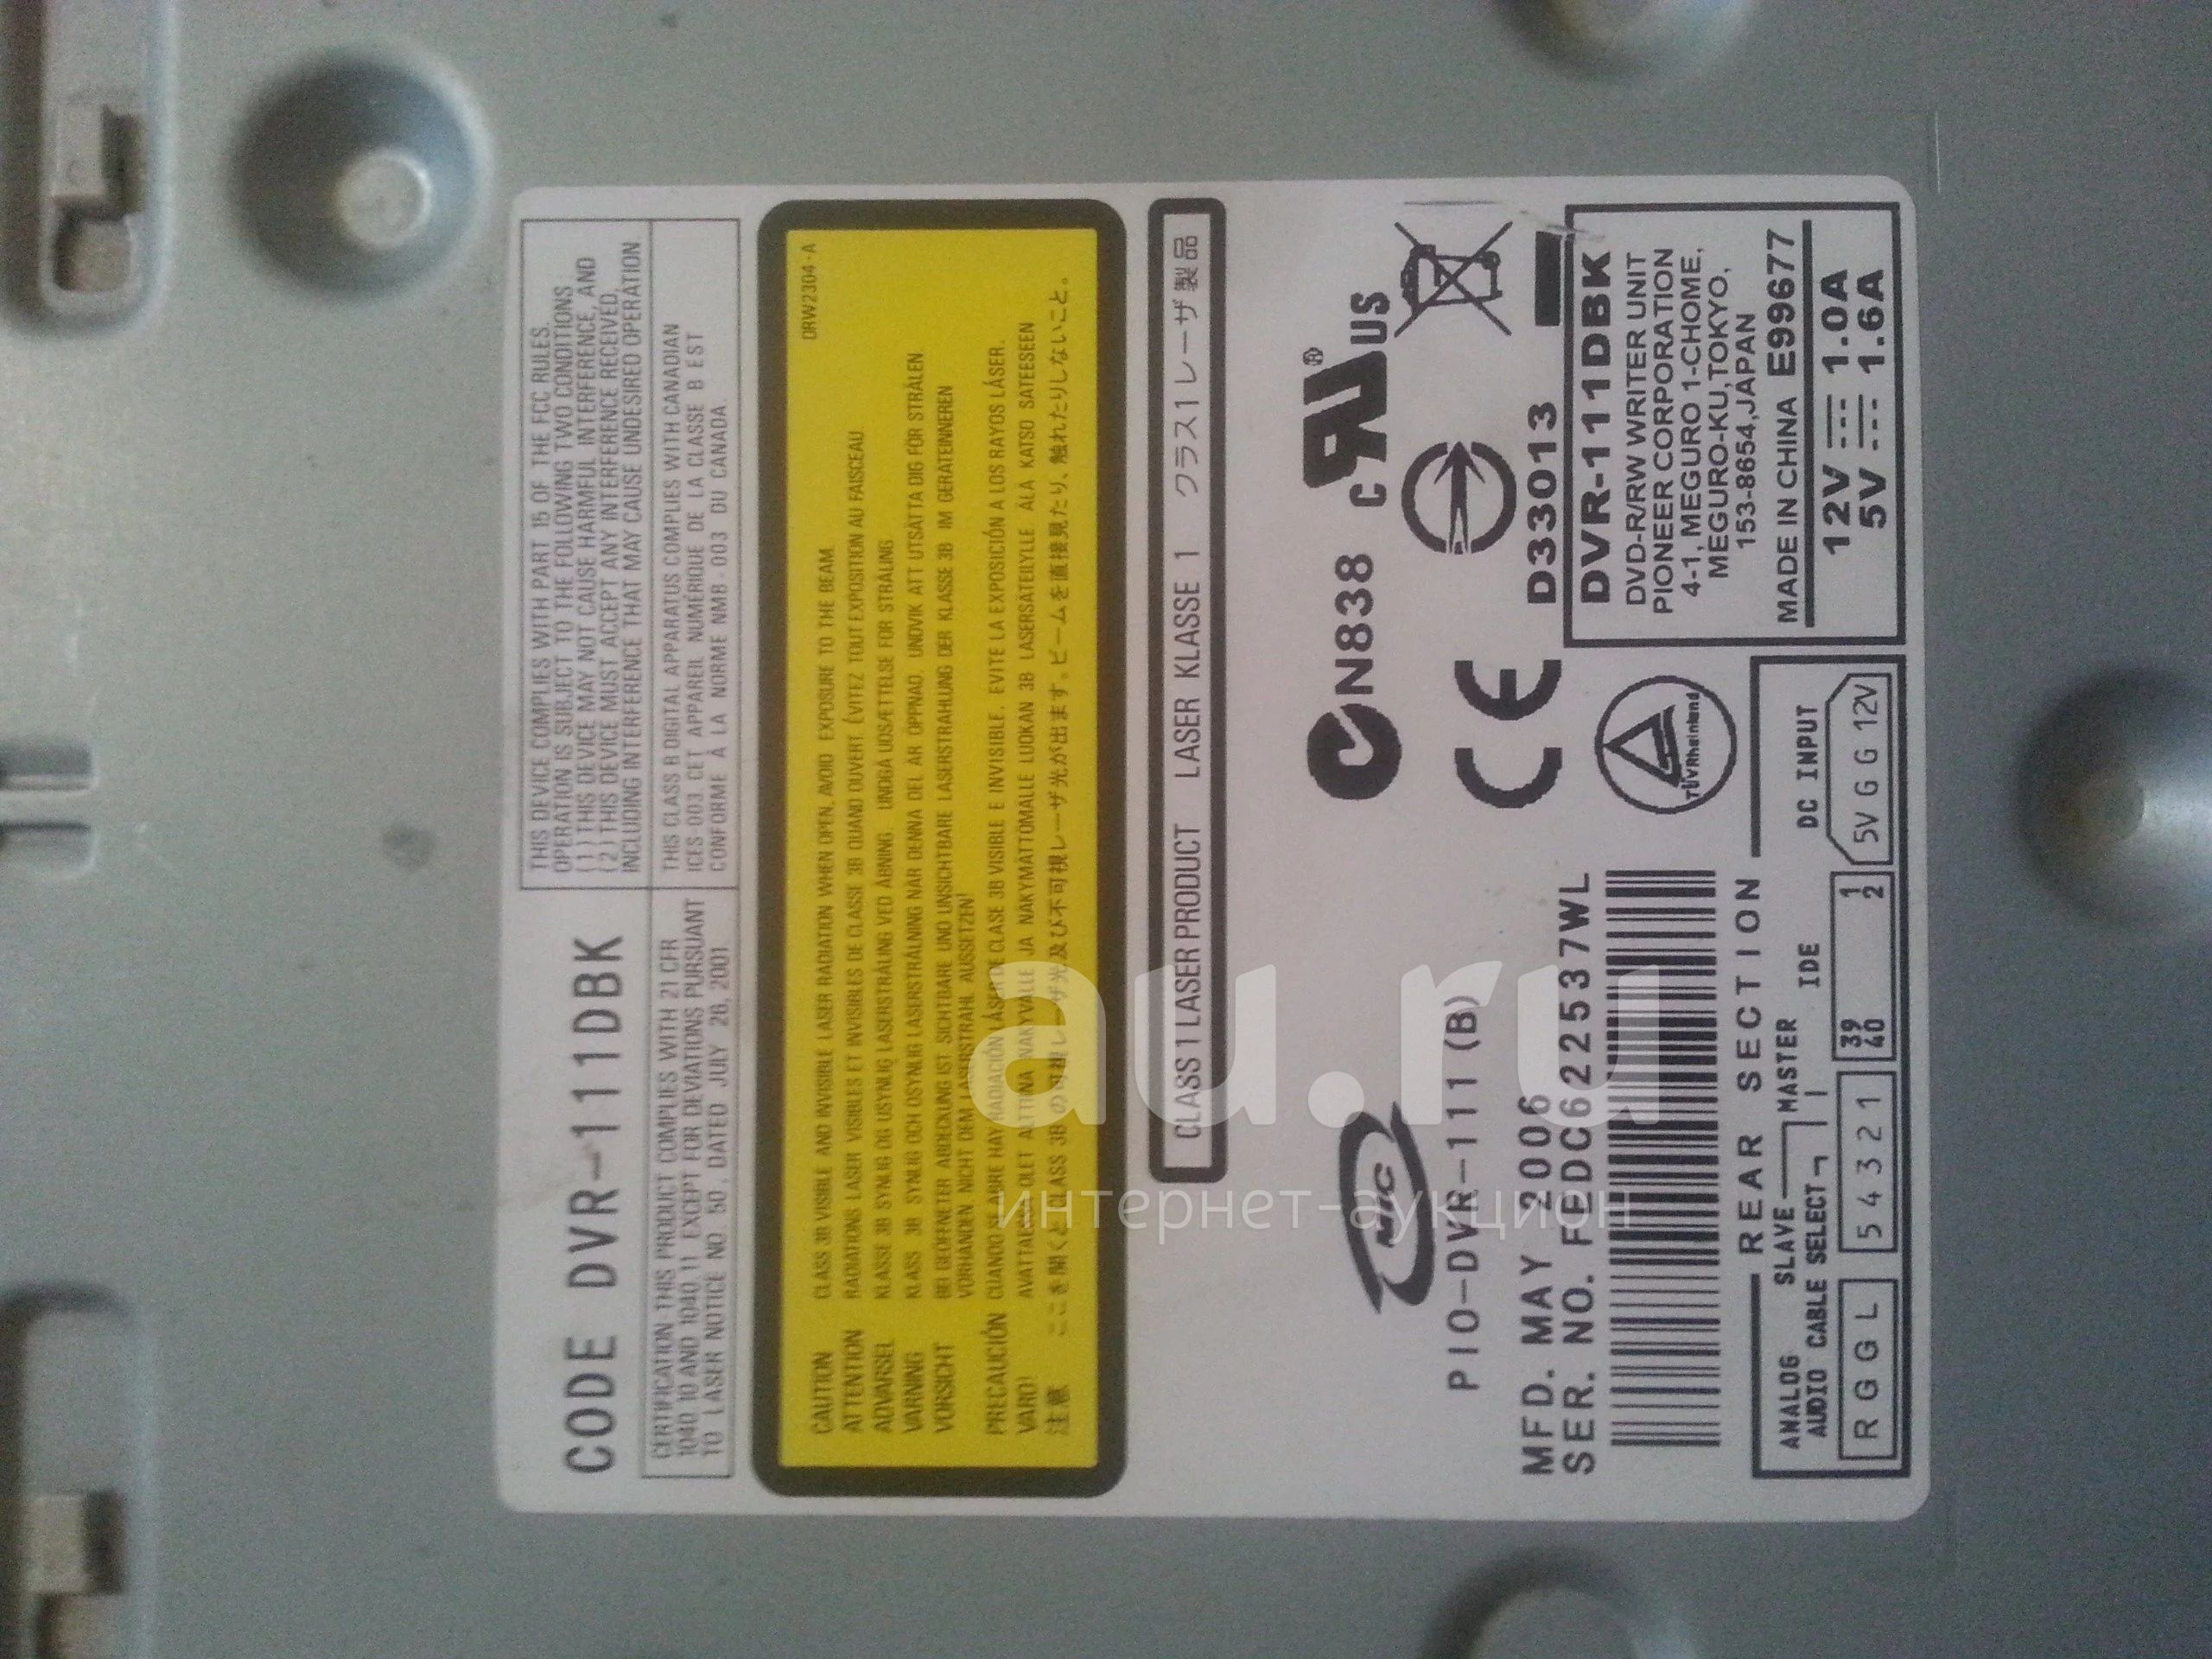 CODE DVR-111DBK
THIS DEVICE COMPLIES WITH PART 15 OF THE FCC RULES.
OPERATION IS SUBJECT TO THE FOLLOWING TWO CONDITIONS.
(1) THIS DEVICE MAY NOT CAUSE HARMFUL INTERFERENCE, AND
(2) THIS DEVICE MUST ACCEPT ANY INTERFERENCE RECEIVED,
INCLUDING INTERFERENCE THAT MAY CAUSE UNDESIRED OPERATION.
CERTIFICATION: THIS PRODUCT COMPLIES WITH 21 CFR
1040.10 AND 1040.11 EXCEPT FOR DEVIATIONS PURSUANT
TO LASER NOTICE NO. 50, DATED JULY 26, 2001
THIS CLASS B DIGITAL APPARATUS COMPLIES WITH CANADIAN
ICES-003. CET APPAREIL NUMÉRIQUE DE LA CLASSE B EST
CONFORME À LA NORME NMB-003 DU CANADA.
DRW2304-A
CAUTION CLASS 3B VISIBLE AND INVISIBLE LASER RADIATION WHEN OPEN, AVOID EXPOSURE TO THE BEAM.
ATTENTION RADIATIONS LASER VISIBLES ET INVISIBLES DE CLASSE 3B QUAND OUVERT. ÉVITEZ TOUT EXPOSITION AU FAISCEAU
ADVARSEL KLASSE 3B SYNLIG OG USYNLIG LASERSTRÅLING VED ÅBNING. UNDGÅ UDSÆTTELSE FOR STRÅLING
VARNING KLASS 3B SYNLIG OCH OSYNLIG LASERSTRÅLNING NÄR DENNA DEL ÄR ÖPPNAD. UNDVIK ATT UTSÄTTA DIG FÖR STRÅLEN
VORSICHT BEI GEÖFFNETER ABDECKUNG IST SICHTBARE UND UNSICHTBARE LASERSTRAHLUNG DER KLASSE 3B IM GERÄTEINNEREN
VORHANDEN. NICHT DEM LASERSTRAHL AUSSETZEN!
PRECAUCIÓN CUANDO SE ABRE HAY RADIACIÓN LÁSER DE CLASE 3B VISIBLE E INVISIBLE. EVITE LA EXPOSICIÓN A LOS RAYOS LÁSER.
VARO! AVATTAESSA OLET ALTTIINA NÄKYVÄLLE JA NÄKYMÄTTÖMÄLLE LUOKAN 3B LASERSÄTEILYLLE ÄLÄ KATSO SÄTEESEEN
注意 ここを開くと CLASS 3B の可視レーザ光及び不可視レーザ光が出ます。ビームを直接見たり、触れたりしないこと。
CLASS 1 LASER PRODUCT LASER KLASSE 1 クラス1レーザ製品
MIC
N838
c RU US ®
PIO-DVR-111 (B)
CE
D33013
MFD. MAY 2006
SER. NO. FEDC622537WL
TÜVRheinland
DVR-111DBK
DVD-R/RW WRITER UNIT
PIONEER CORPORATION
4-1, MEGURO 1-CHOME,
MEGURO-KU,TOKYO,
153-8654,JAPAN
MADE IN CHINA E99677
12V 1.0A
5V 1.6A
REAR SECTION
ANALOG AUDIO
SLAVE MASTER
CABLE SELECT
IDE
DC INPUT
R G G L
5 4 3 2 1
39 1
40 2
5V G G 12V
au.ru
интернет-аукцион